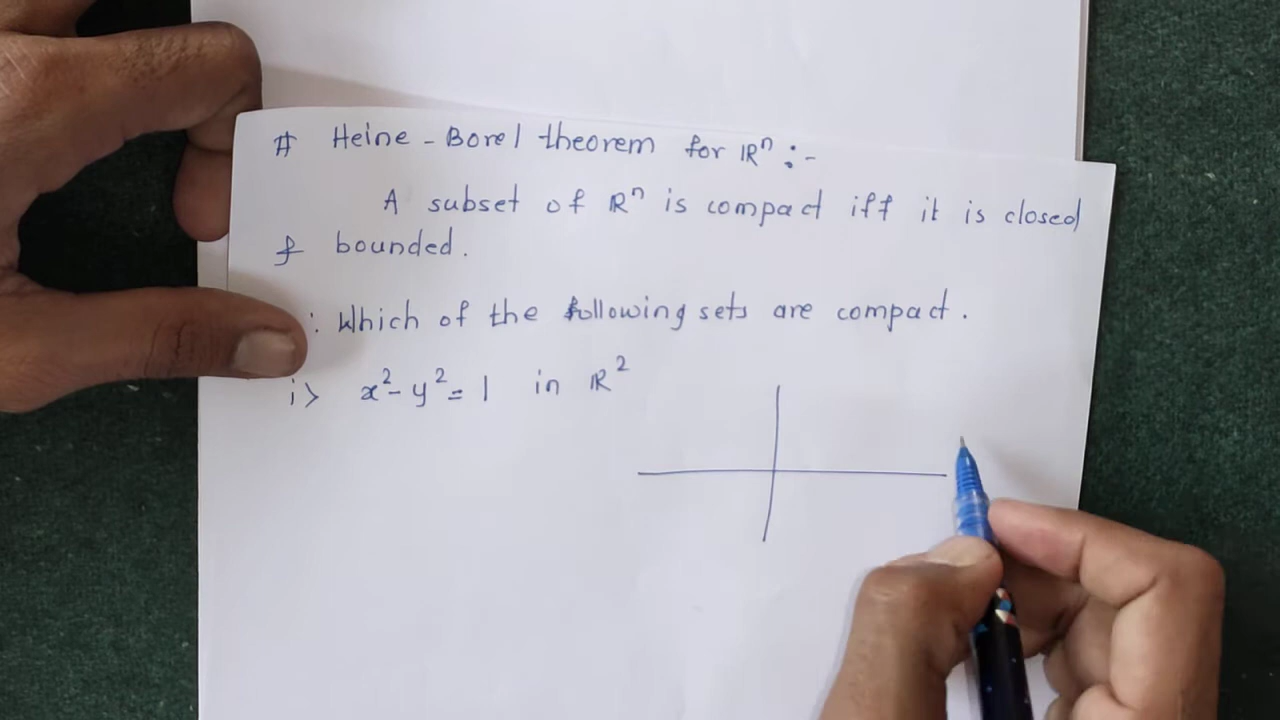 # Heine-Borel theorem for ℝⁿ :-
A subset of ℝⁿ is compact iff it is closed
& bounded.
: Which of the following sets are compact.
i> x² - y² = 1 in ℝ²